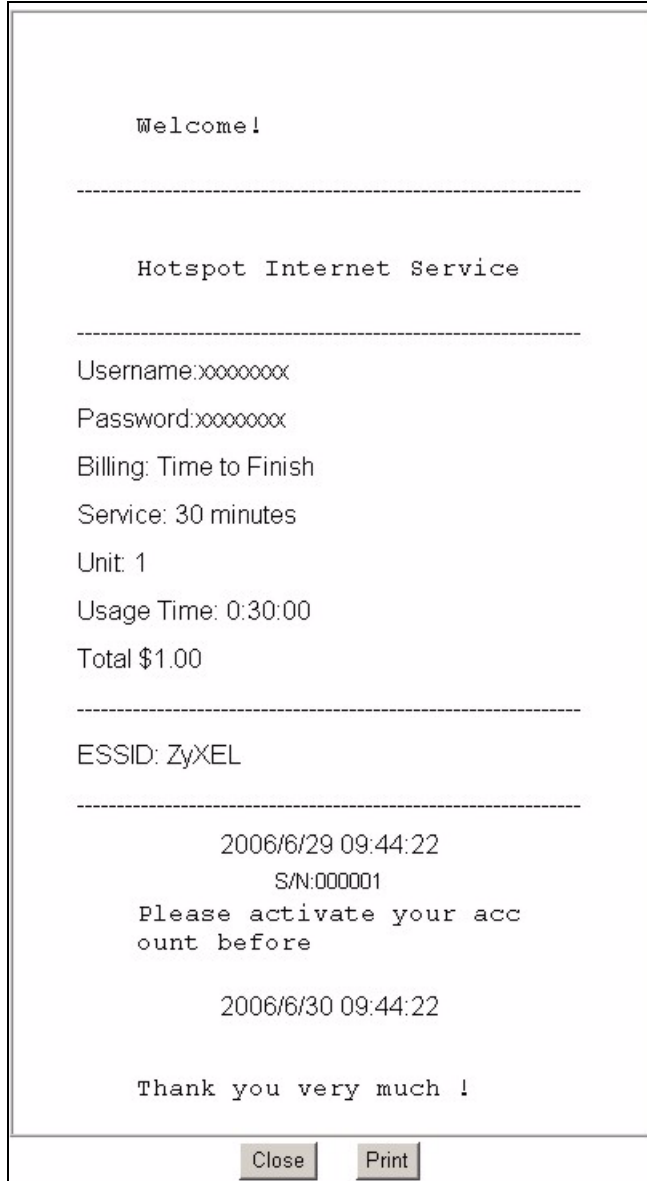 Welcome!
---------------------------------------------------------------
Hotspot Internet Service
---------------------------------------------------------------
Username:xxxxxxxx
Password:xxxxxxxx
Billing: Time to Finish
Service: 30 minutes
Unit: 1
Usage Time: 0:30:00
Total $1.00
---------------------------------------------------------------
ESSID: ZyXEL
---------------------------------------------------------------
2006/6/29 09:44:22
S/N:000001
Please activate your acc
ount before
2006/6/30 09:44:22
Thank you very much !
Close Print